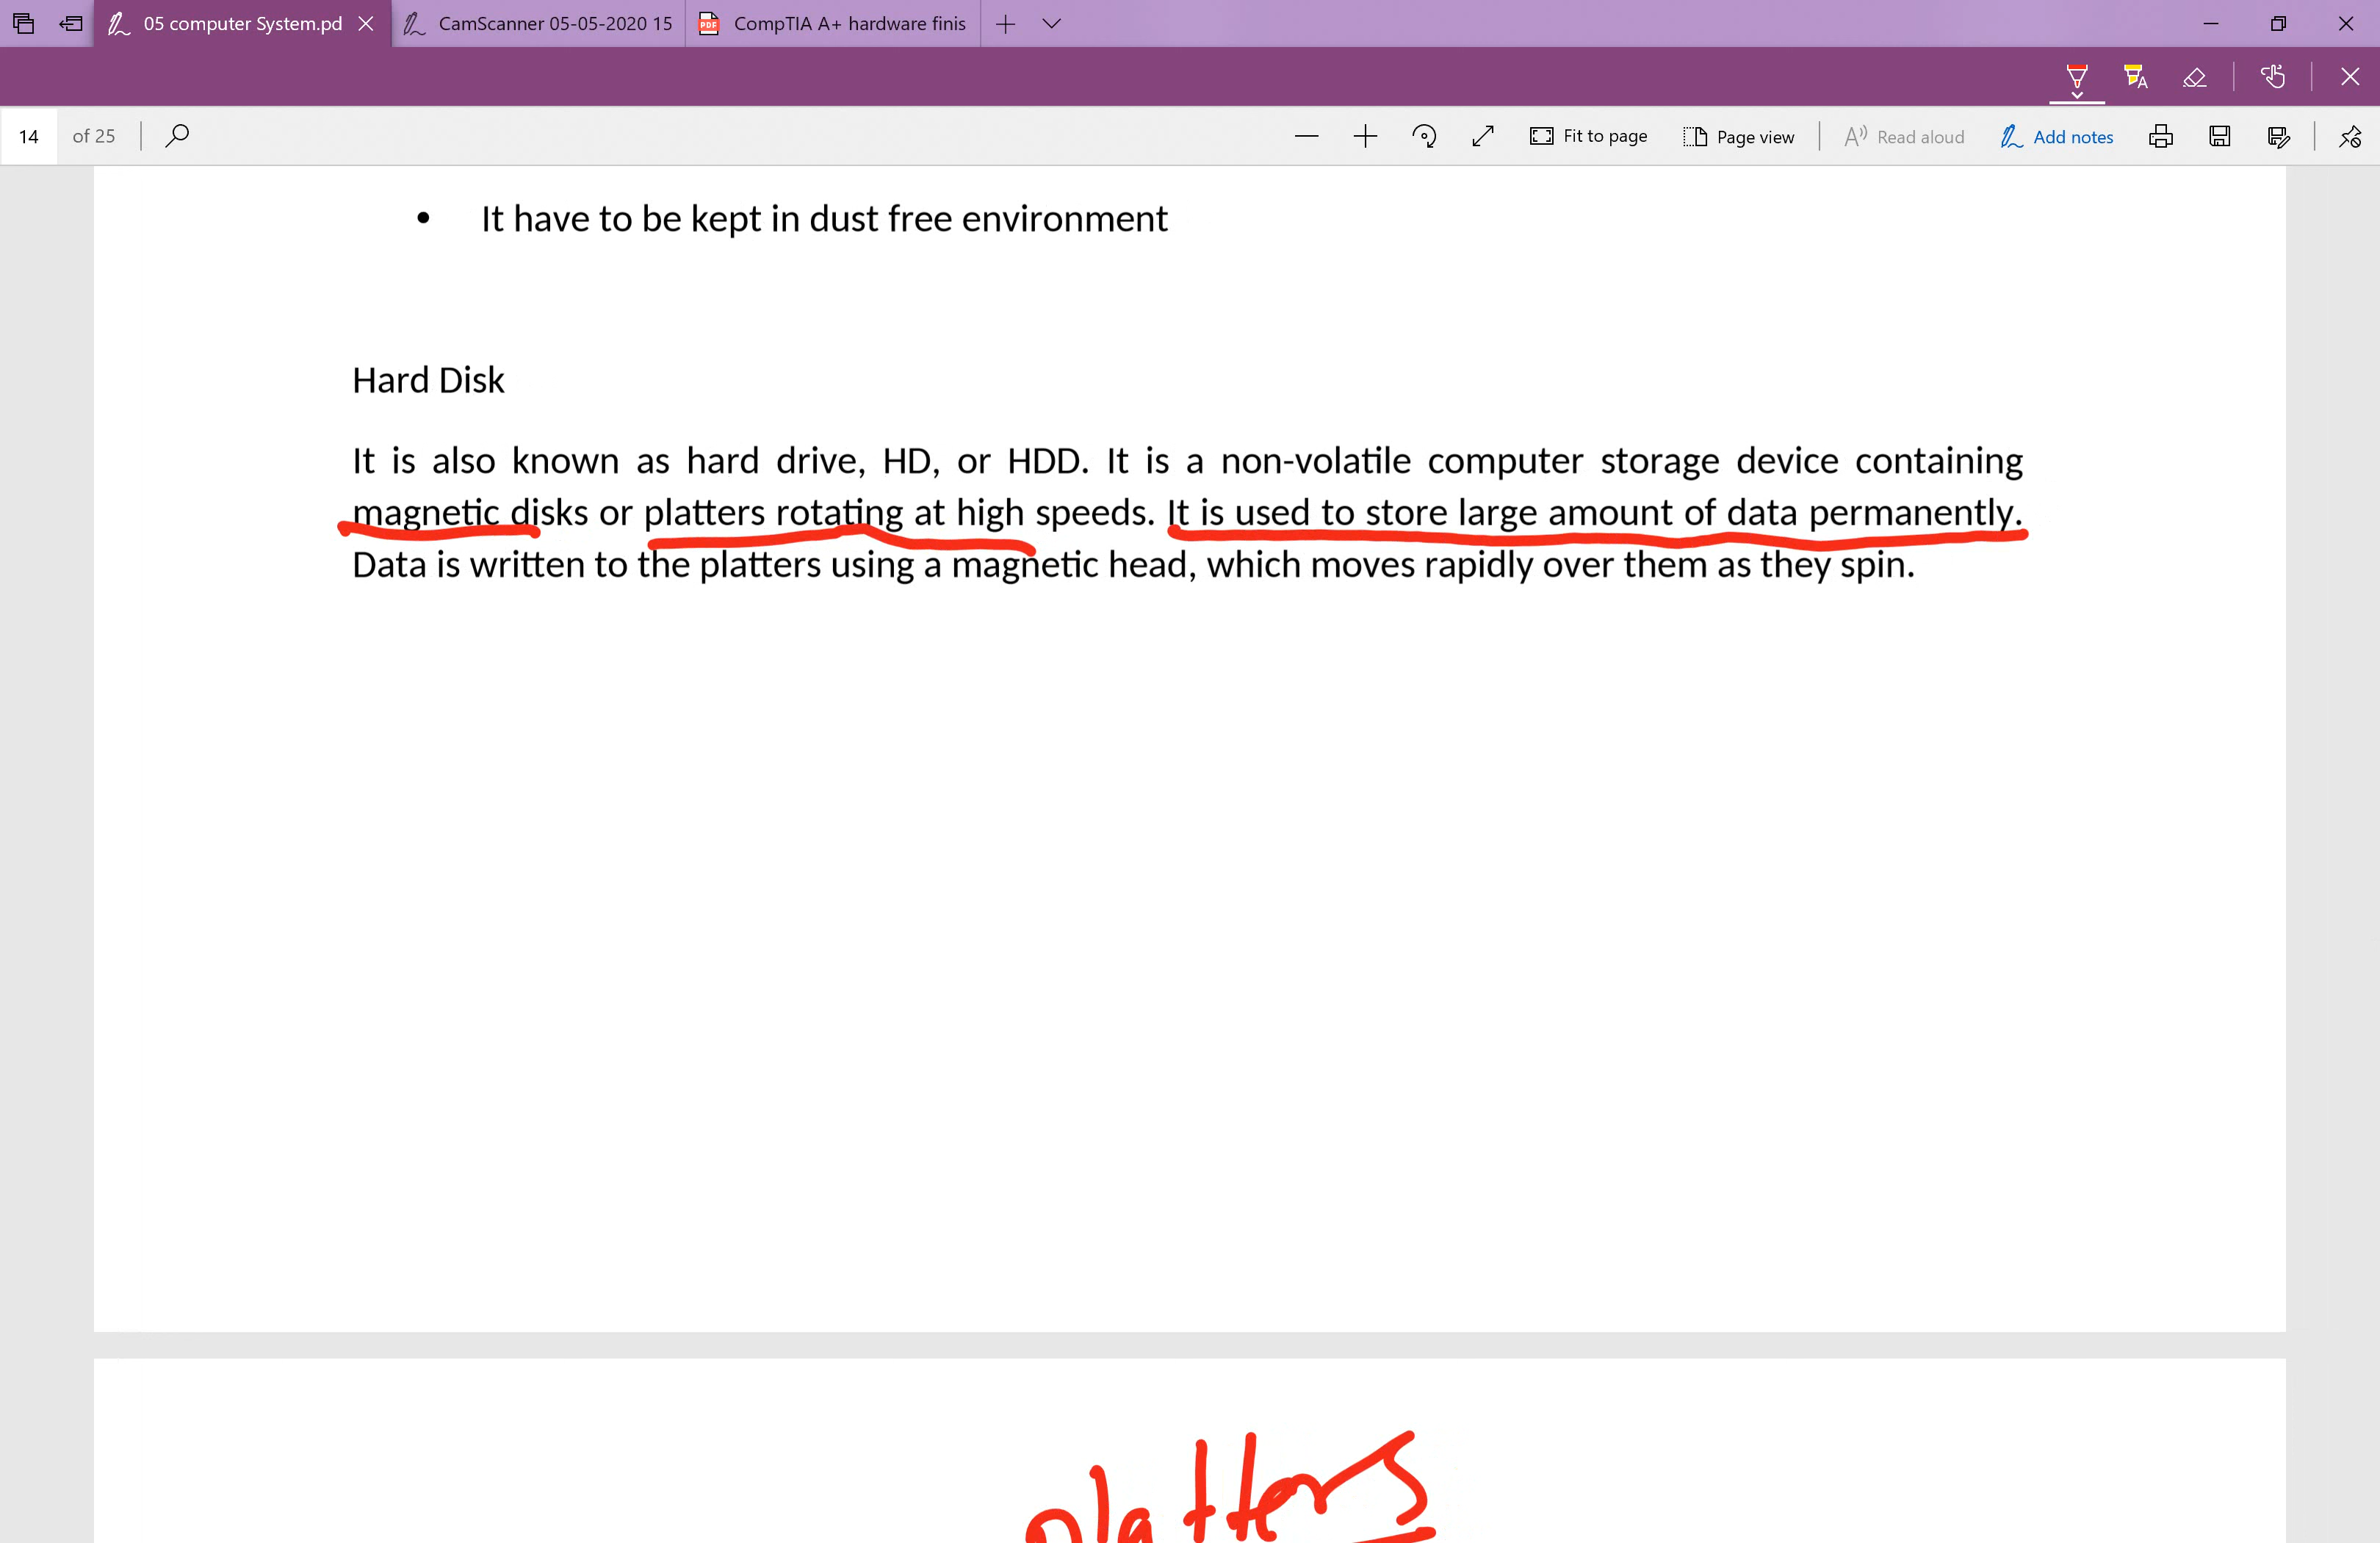 05 computer System.pd
CamScanner 05-05-2020 15
PDF
CompTIA A+ hardware finis
14 of 25
Fit to page
Page view
A Read aloud
Add notes
• It have to be kept in dust free environment
Hard Disk
It is also known as hard drive, HD, or HDD. It is a non-volatile computer storage device containing
magnetic disks or platters rotating at high speeds. It is used to store large amount of data permanently.
Data is written to the platters using a magnetic head, which moves rapidly over them as they spin.
platters